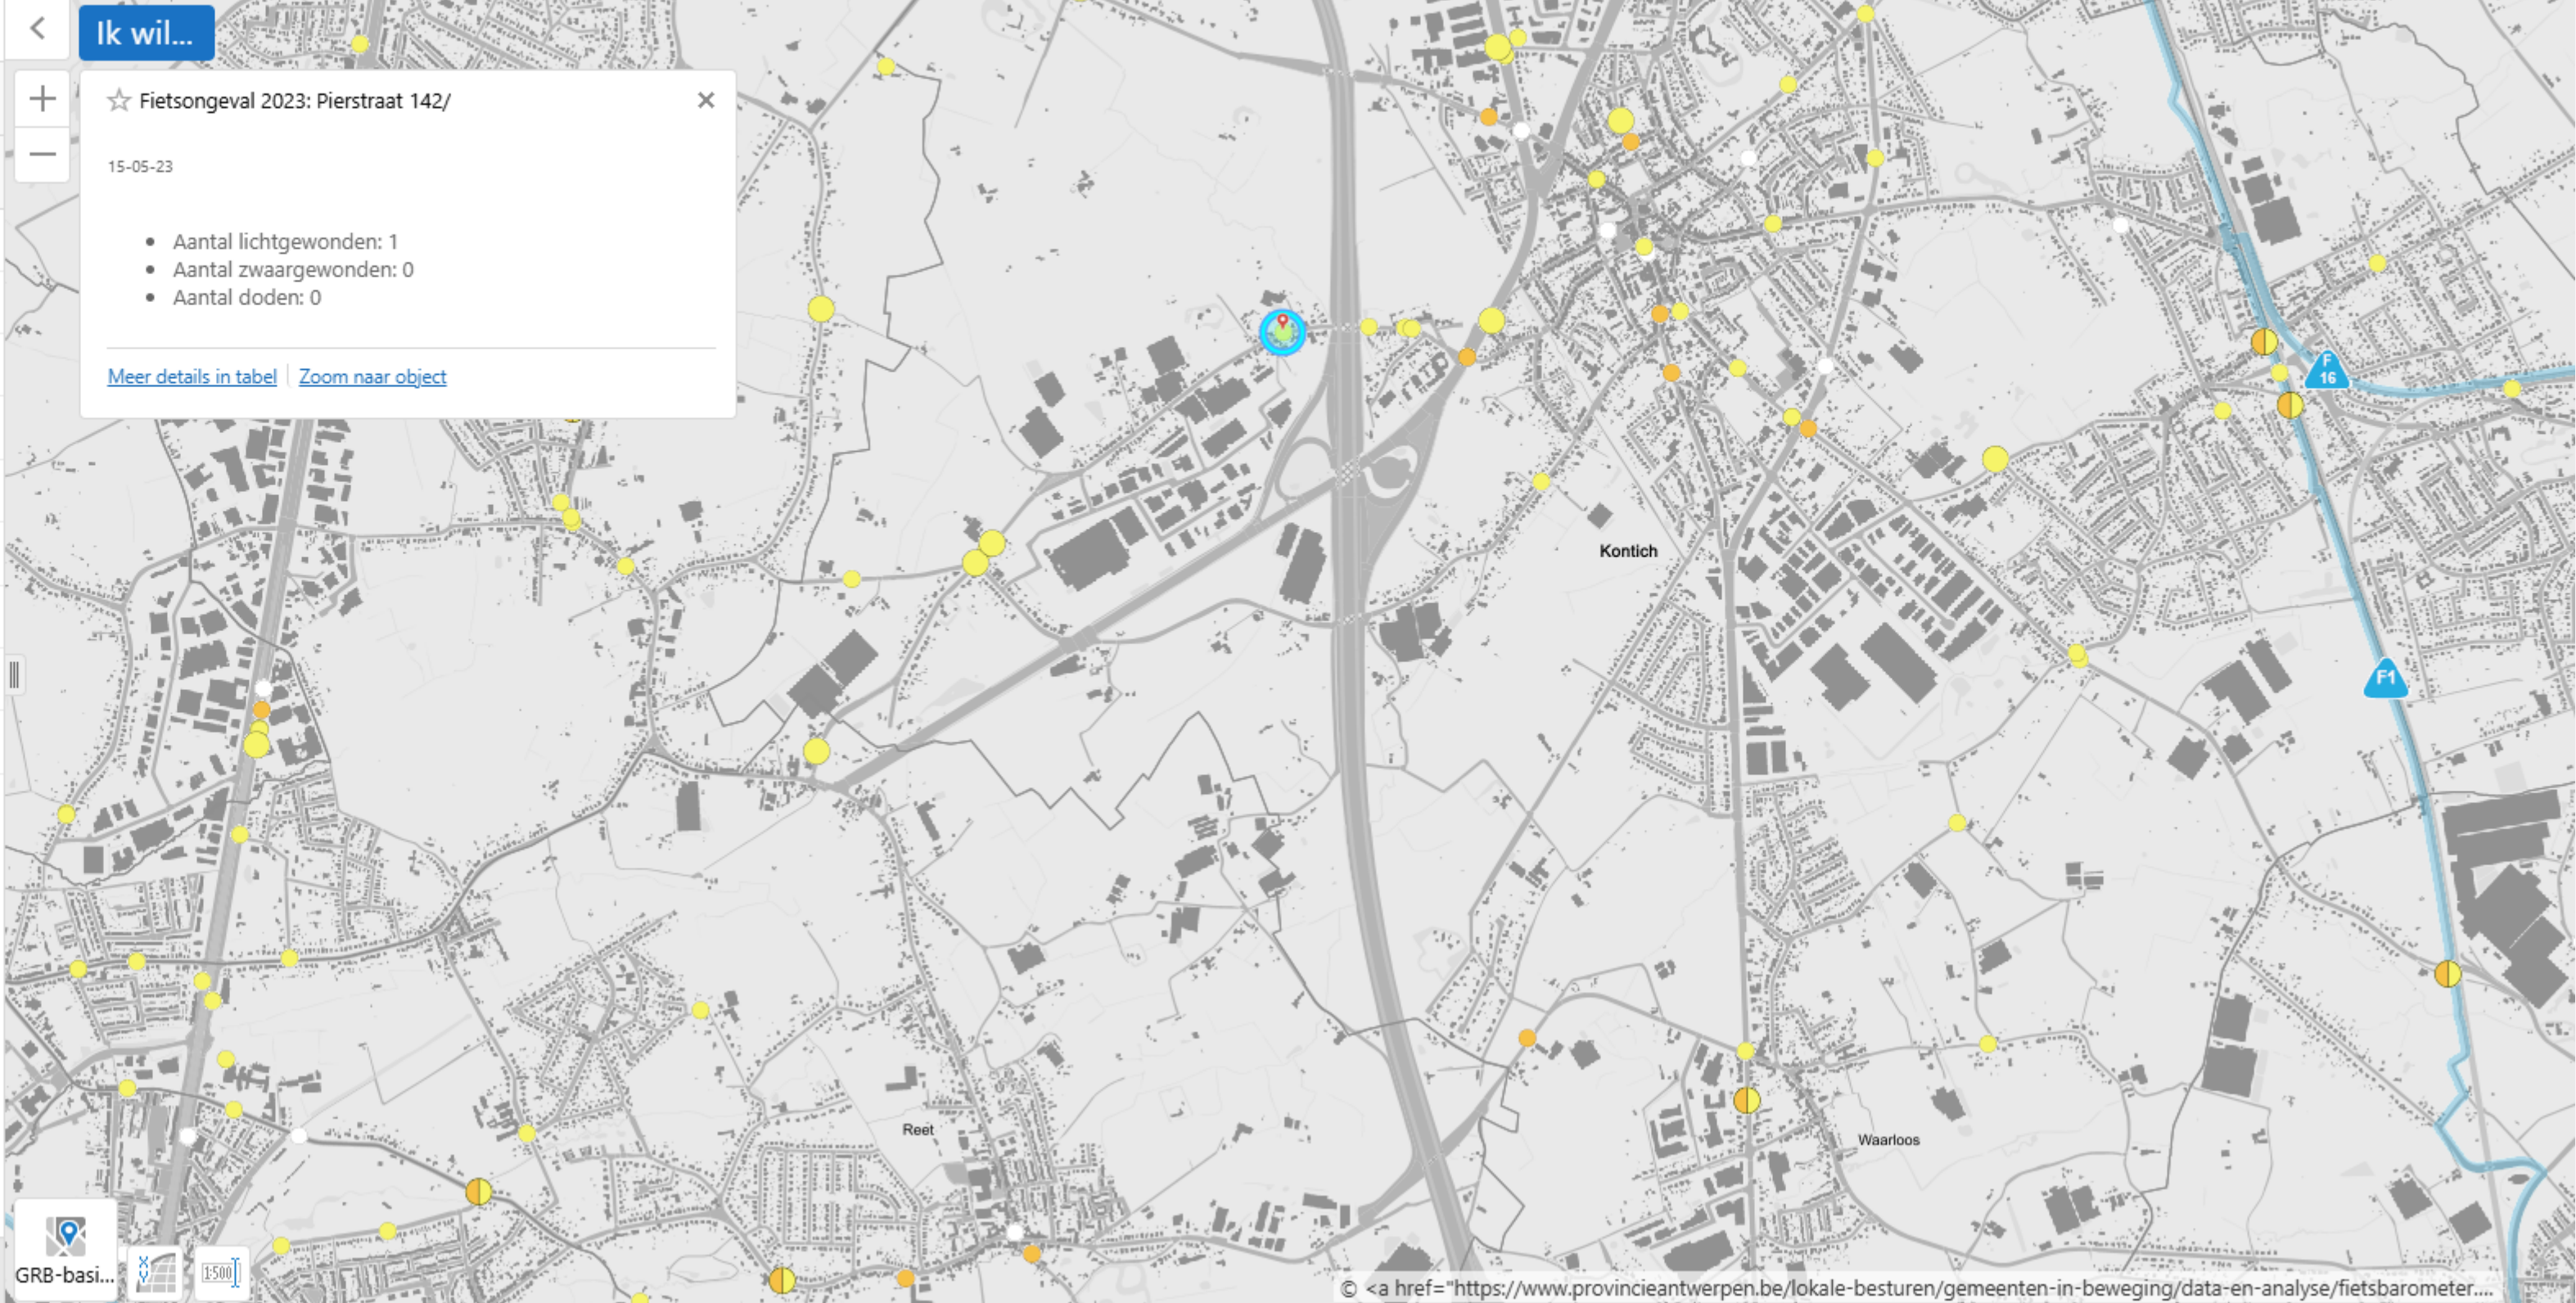 Ik wil...
Fietsongeval 2023: Pierstraat 142/
15-05-23
Aantal lichtgewonden: 1
Aantal zwaargewonden: 0
Aantal doden: 0
Meer details in tabel
Zoom naar object
F
16
Kontich
F1
Reet
Waarloos
GRB-basi...
X
Y
1:500
© <a href="https://www.provincieantwerpen.be/lokale-besturen/gemeenten-in-beweging/data-en-analyse/fietsbarometer....